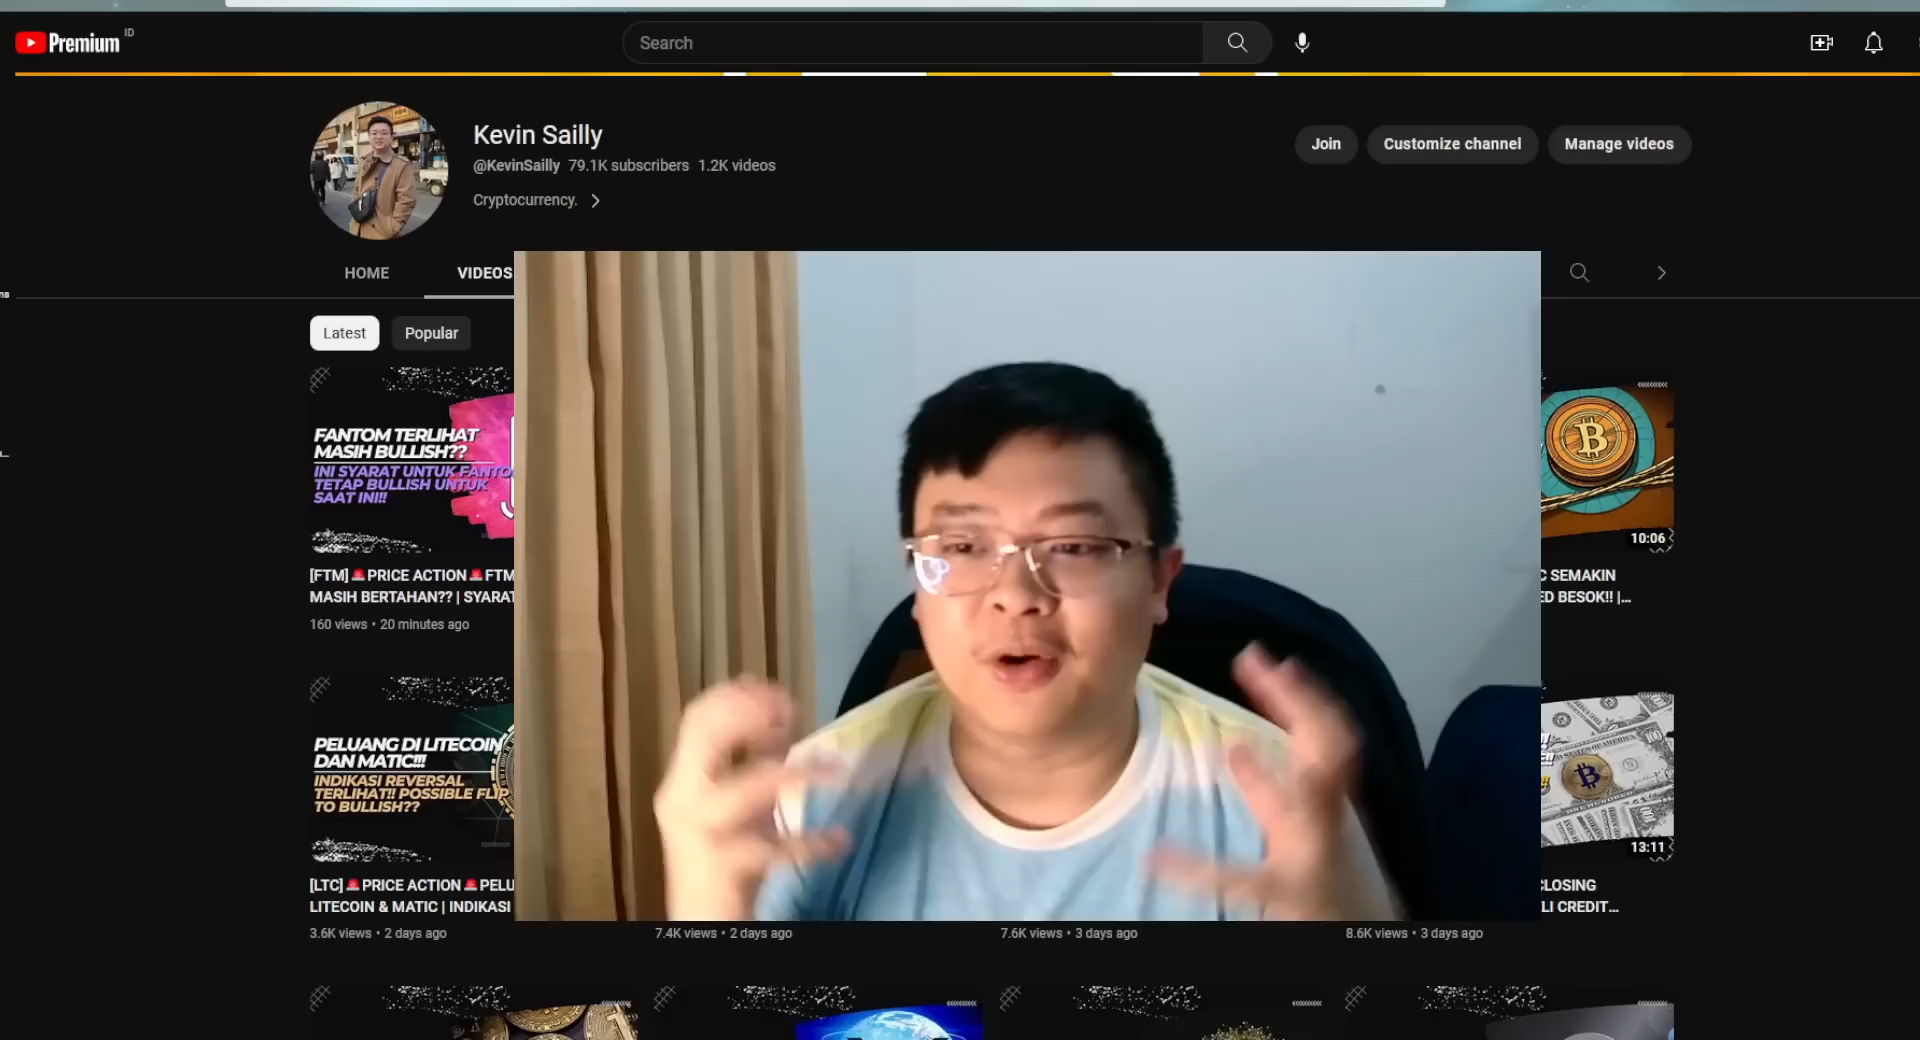 Premium ID
Search
Kevin Sailly
@KevinSailly 79.1K subscribers 1.2K videos
Cryptocurrency.
Join
Customize channel
Manage videos
HOME
VIDEOS
Latest
Popular
FANTOM TERLIHAT
MASIH BULLISH??
INI SYARAT UNTUK FANTO
TETAP BULLISH UNTUK
SAAT INI!!
10:06
[FTM]🚨PRICE ACTION🚨FTM
MASIH BERTAHAN?? | SYARAT
160 views • 20 minutes ago
C SEMAKIN
ED BESOK!! |...
PELUANG DI LITECOIN
DAN MATIC!!!
INDIKASI REVERSAL
TERLIHAT!! POSSIBLE FLIP
TO BULLISH??
13:11
[LTC]🚨PRICE ACTION🚨PELU
LITECOIN & MATIC | INDIKASI
3.6K views • 2 days ago
7.4K views • 2 days ago
7.6K views • 3 days ago
CLOSING
LI CREDIT...
8.6K views • 3 days ago